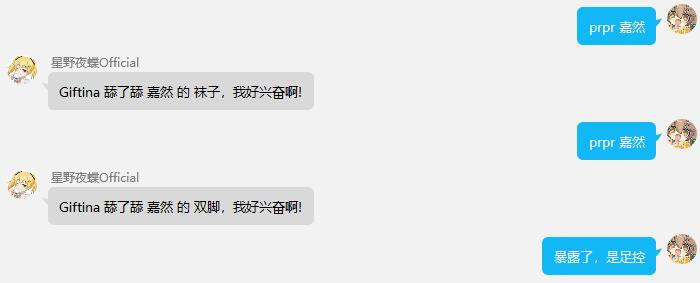 prpr 嘉然
星野夜蝶Official
Giftina 舔了舔 嘉然 的 袜子，我好兴奋啊!
prpr 嘉然
星野夜蝶Official
Giftina 舔了舔 嘉然 的 双脚，我好兴奋啊!
暴露了，是足控